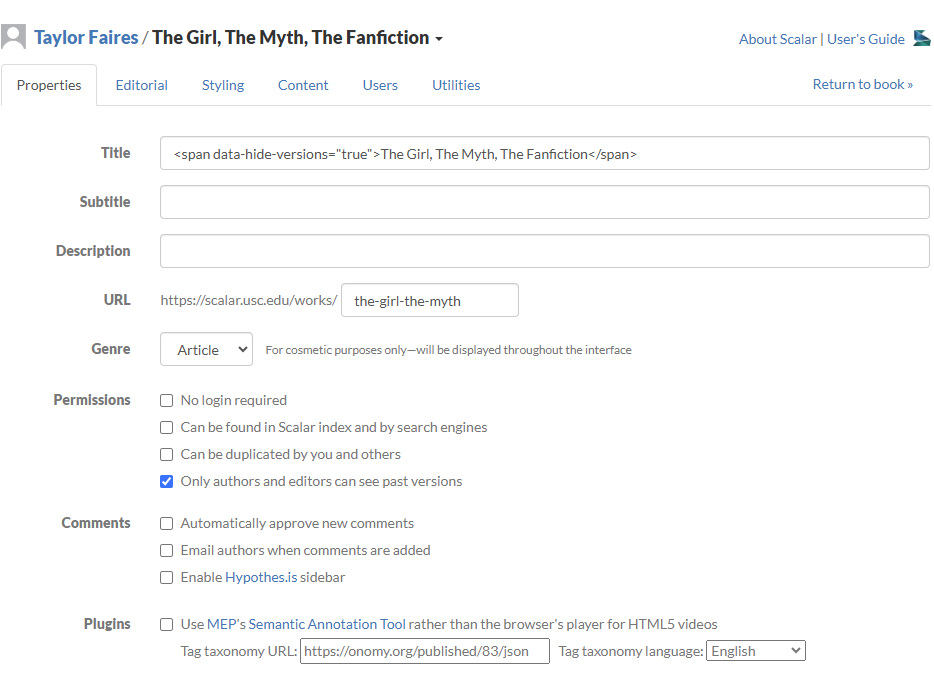 Taylor Faires / The Girl, The Myth, The Fanfiction
About Scalar | User's Guide
Properties Editorial Styling Content Users Utilities Return to book »
Title <span data-hide-versions="true">The Girl, The Myth, The Fanfiction</span>
Subtitle
Description
URL https://scalar.usc.edu/works/ the-girl-the-myth
Genre Article For cosmetic purposes only—will be displayed throughout the interface
Permissions No login required
Can be found in Scalar index and by search engines
Can be duplicated by you and others
Only authors and editors can see past versions
Comments Automatically approve new comments
Email authors when comments are added
Enable Hypothes.is sidebar
Plugins Use MEP's Semantic Annotation Tool rather than the browser's player for HTML5 videos
Tag taxonomy URL: https://onomy.org/published/83/json Tag taxonomy language: English